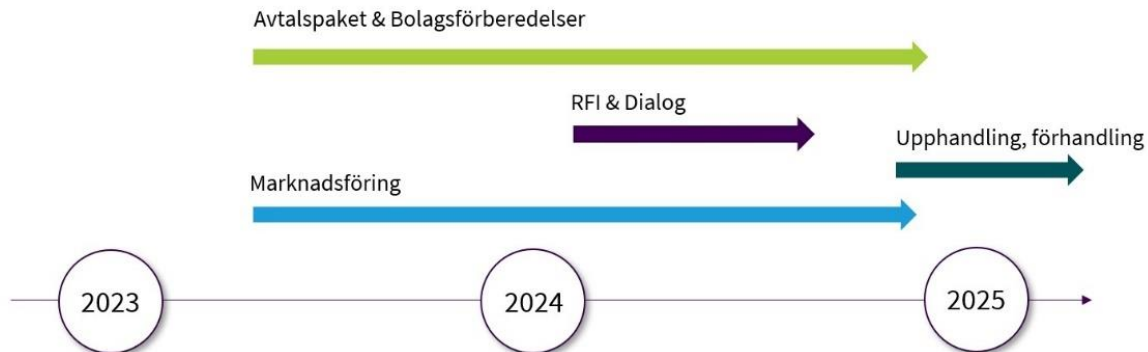 Avtalspaket & Bolagsförberedelser
RFI & Dialog
Upphandling, förhandling
Marknadsföring
2023
2024
2025